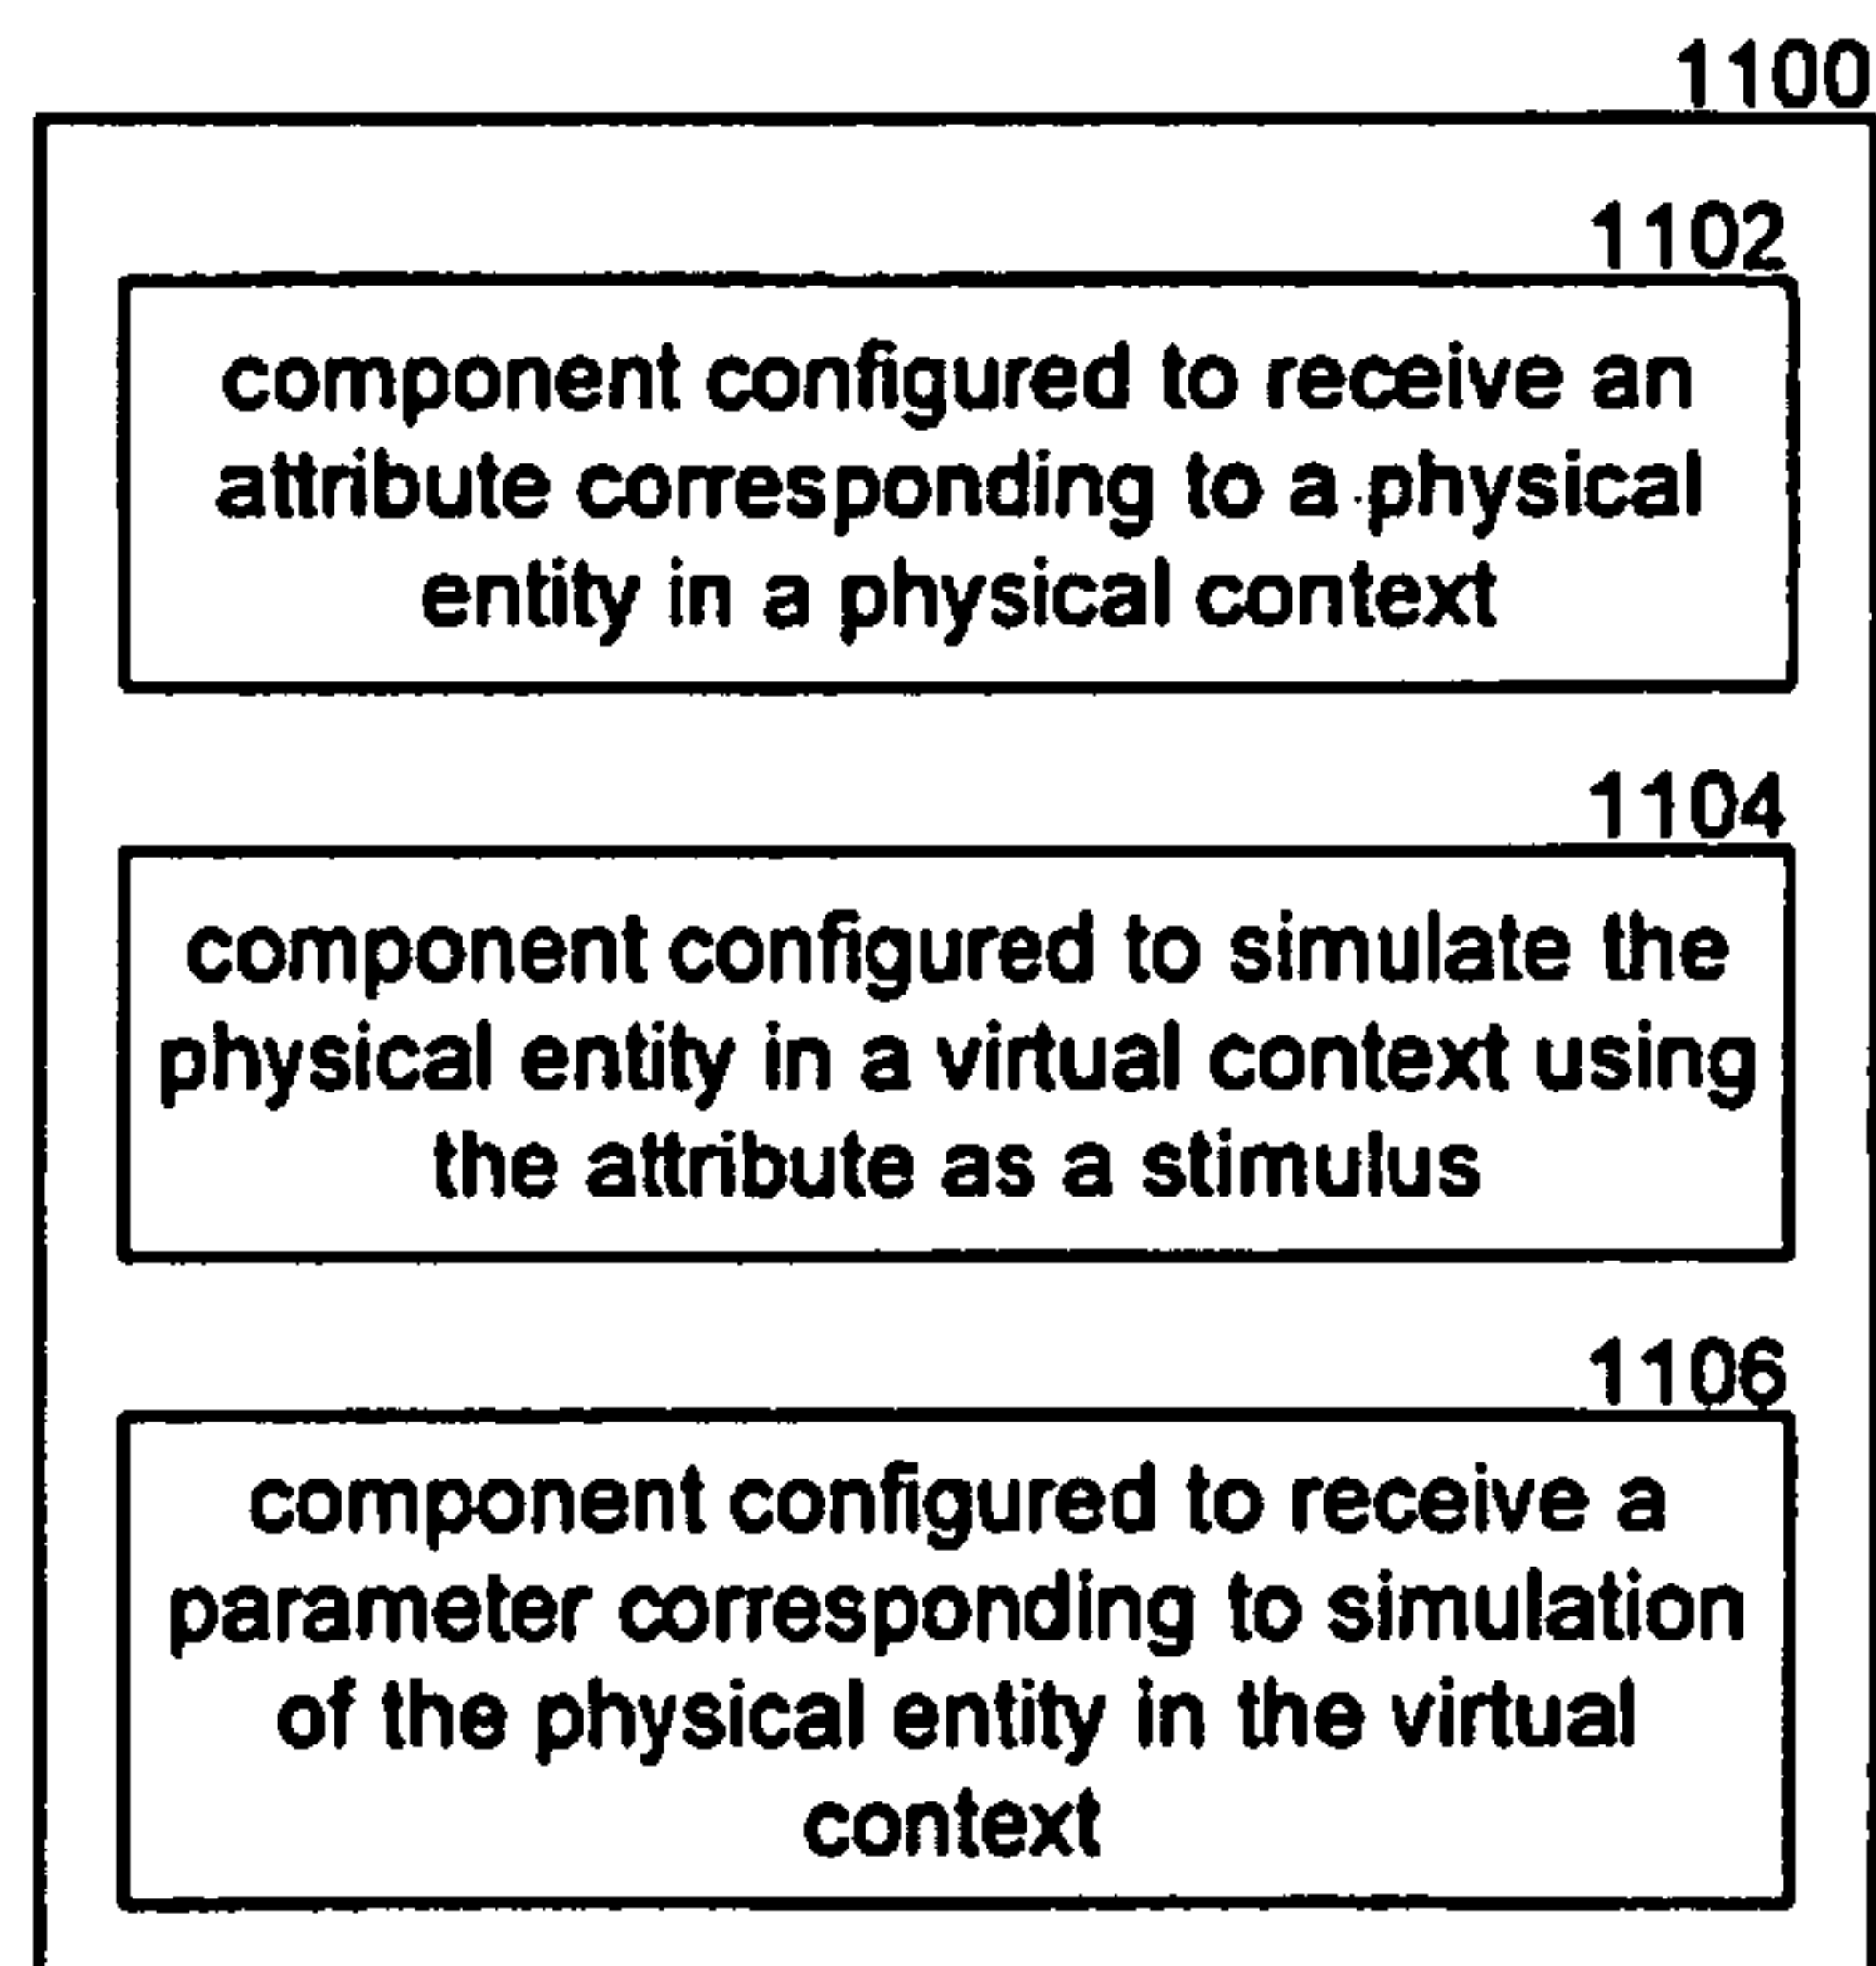 1100
1102
component configured to receive an
attribute corresponding to a physical
entity in a physical context
1104
component configured to simulate the
physical entity in a virtual context using
the attribute as a stimulus
1106
component configured to receive a
parameter corresponding to simulation
of the physical entity in the virtual
context